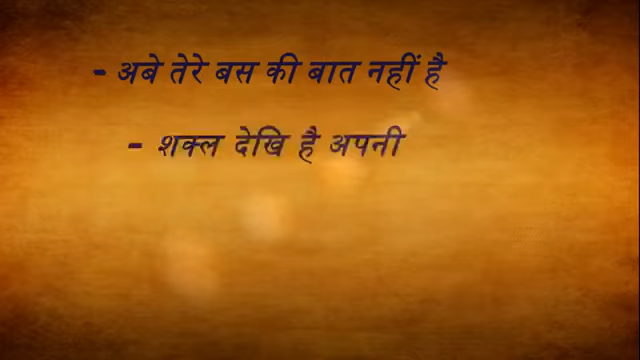 - अबे तेरे बस की बात नहीं है
- शक्ल देखि है अपनी